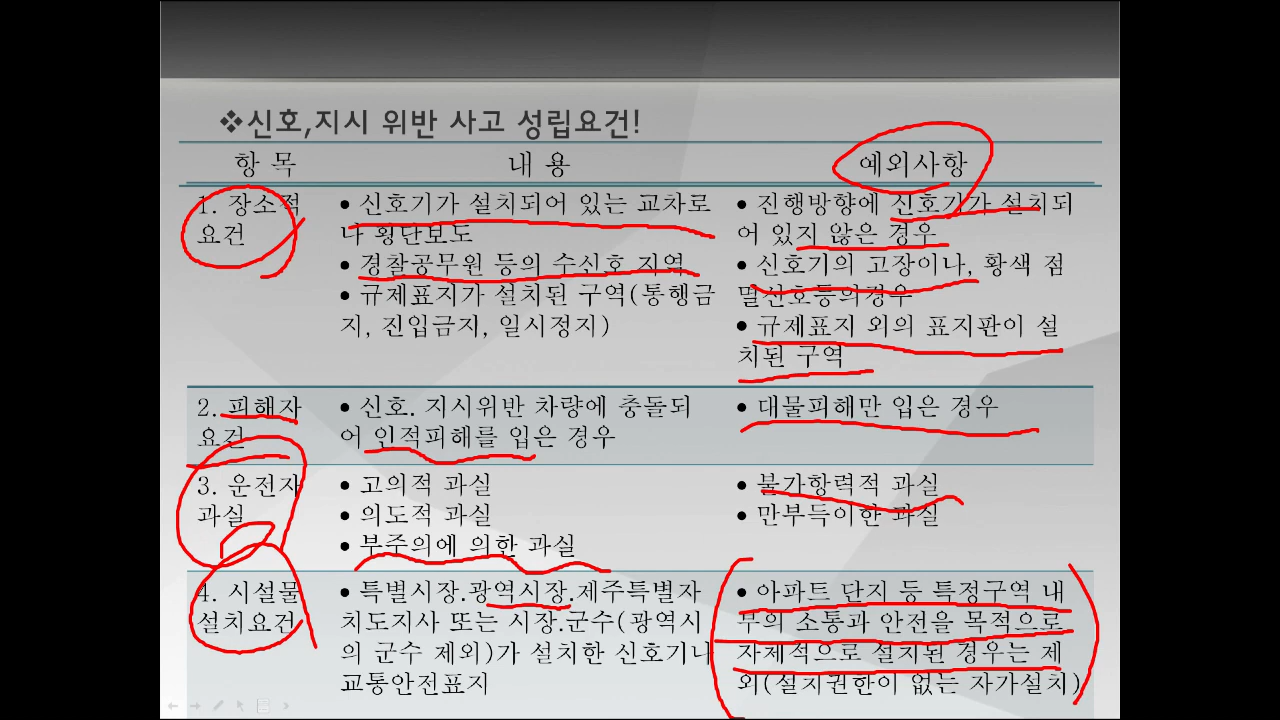 ❖신호,지시 위반 사고 성립요건!
항 목 내 용 예외사항
1. 장소적
요건
• 신호기가 설치되어 있는 교차로
나 횡단보도
• 경찰공무원 등의 수신호 지역
• 규제표지가 설치된 구역(통행금
지, 진입금지, 일시정지)
• 진행방향에 신호기가 설치되
어 있지 않은 경우
• 신호기의 고장이나, 황색 점
멸신호등의경우
• 규제표지 외의 표지판이 설
치된 구역
2. 피해자
요건
• 신호. 지시위반 차량에 충돌되
어 인적피해를 입은 경우
• 대물피해만 입은 경우
3. 운전자
과실
• 고의적 과실
• 의도적 과실
• 부주의에 의한 과실
• 불가항력적 과실
• 만부득이한 과실
4. 시설물
설치요건
• 특별시장.광역시장.제주특별자
치도지사 또는 시장.군수(광역시
의 군수 제외)가 설치한 신호기나
교통안전표지
• 아파트 단지 등 특정구역 내
부의 소통과 안전을 목적으로
자체적으로 설치된 경우는 제
외(설치권한이 없는 자가설치)